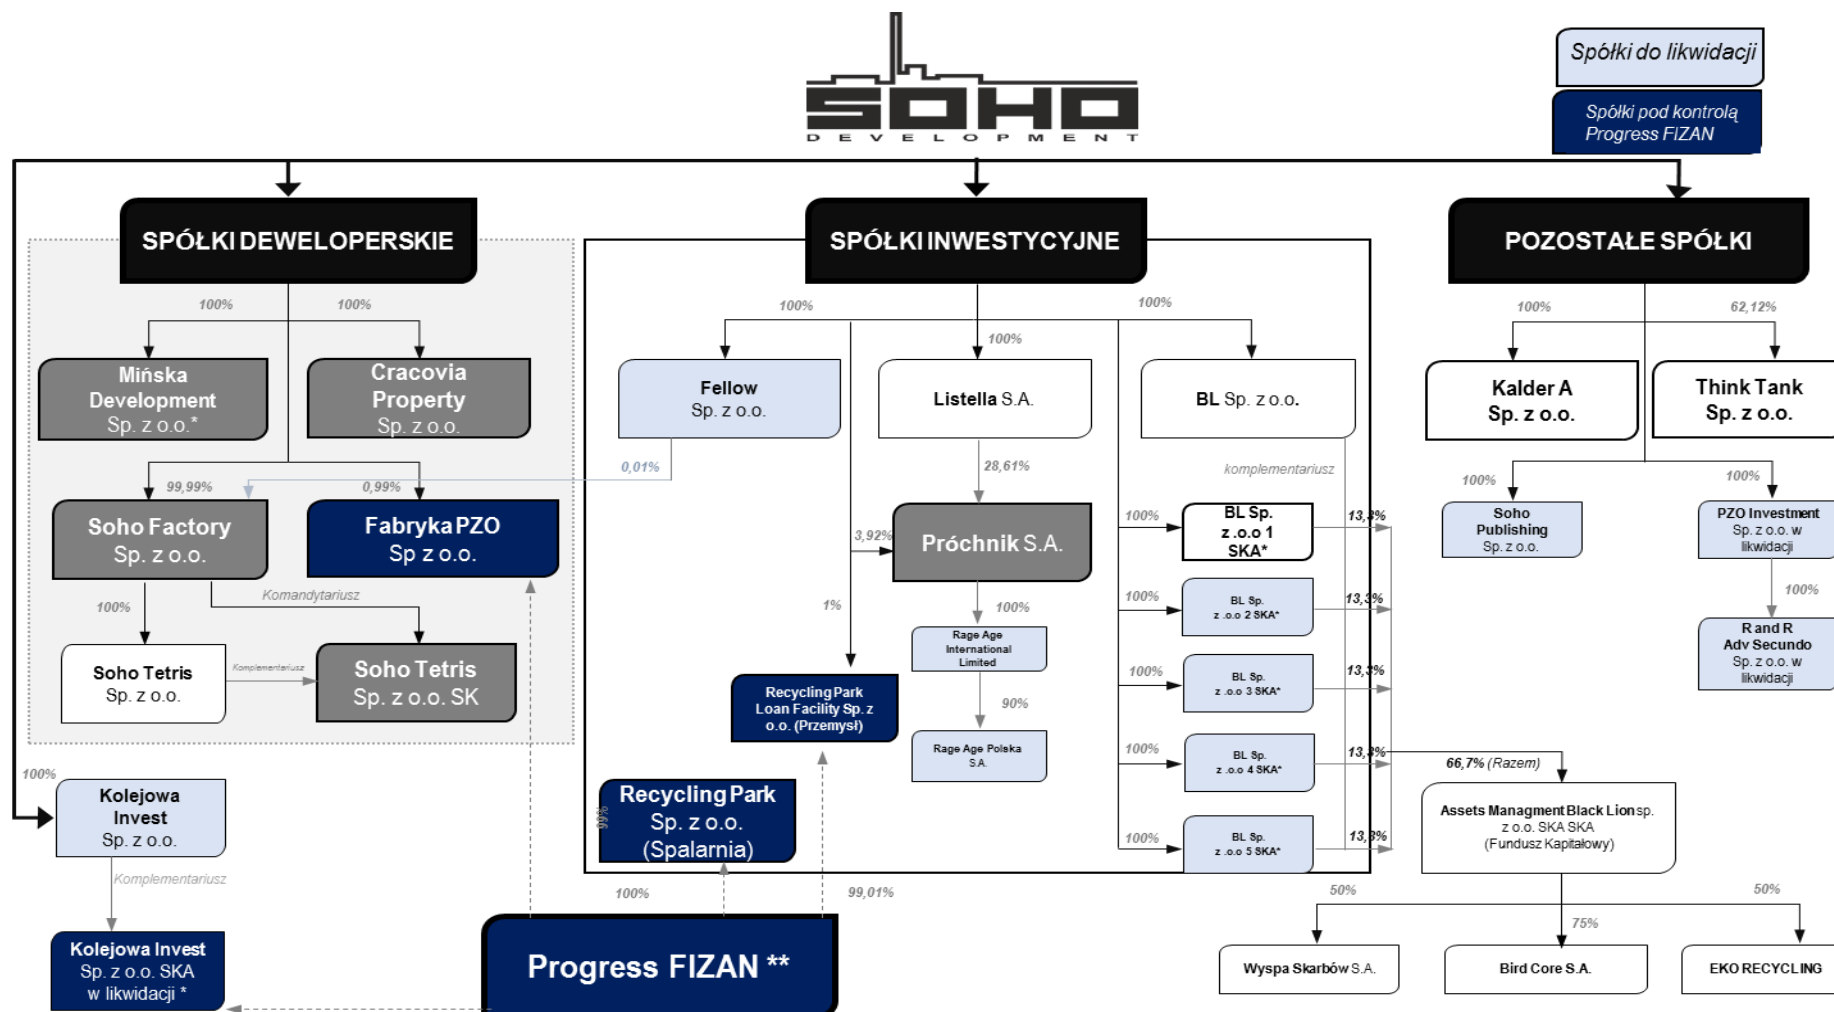 SOHO
DEVELOPMENT
Spółki do likwidacji
Spółki pod kontrolą
Progress FIZAN
SPÓŁKI DEWELOPERSKIE
SPÓŁKI INWESTYCYJNE
POZOSTAŁE SPÓŁKI
100%
100%
Mińska
Development
Sp. z o.o.*
Cracovia
Property
Sp. z o.o.
99,99%
0,99%
0,01%
Soho Factory
Sp. z o.o.
Fabryka PZO
Sp z o.o.
100%
Komandytariusz
Soho Tetris
Sp. z o.o.
Komplementariusz
Soho Tetris
Sp. z o.o. SK
100%
Kolejowa
Invest
Sp. z o.o.
Komplementariusz
Kolejowa Invest
Sp. z o.o. SKA
w likwidacji *
100%
100%
100%
Fellow
Sp. z o.o.
Listella S.A.
BL Sp. z o.o.
28,61%
komplementariusz
3,92%
Próchnik S.A.
1%
100%
Rage Age
International
Limited
90%
Rage Age Polska
S.A.
Recycling Park
Loan Facility Sp. z
o.o. (Przemysł)
99%
Recycling Park
Sp. z o.o.
(Spalarnia)
100%
99,01%
Progress FIZAN **
100%
BL Sp.
z .o.o 1
SKA*
13,3%
100%
BL Sp.
z .o.o 2 SKA*
13,3%
100%
BL Sp.
z .o.o 3 SKA*
13,3%
100%
BL Sp.
z .o.o 4 SKA*
13,3%
100%
BL Sp.
z .o.o 5 SKA*
13,3%
66,7% (Razem)
Assets Managment Black Lion sp.
z o.o. SKA SKA
(Fundusz Kapitałowy)
50%
75%
50%
Wyspa Skarbów S.A.
Bird Core S.A.
EKO RECYCLING
100%
62,12%
Kalder A
Sp. z o.o.
Think Tank
Sp. z o.o.
100%
100%
Soho
Publishing
Sp. z o.o.
PZO Investment
Sp. z o.o. w
likwidacji
100%
R and R
Adv Secundo
Sp. z o.o. w
likwidacji